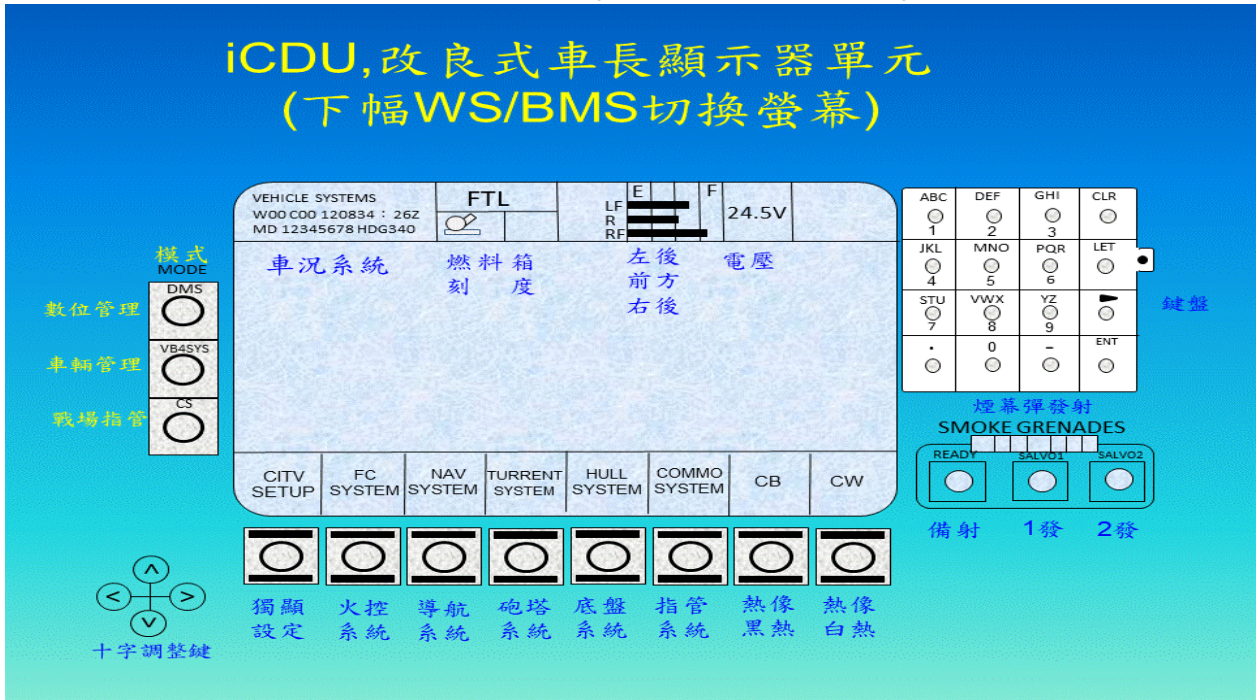 iCDU,改良式車長顯示器單元
(下幅WS/BMS切換螢幕)
VEHICLE SYSTEMS
W00 C00 120834：26Z
MD 12345678 HDG340
FTL
E F
LF
R
RF
24.5V
車況系統
燃料箱
刻度
左後
前方
右後
電壓
模式
MODE
DMS
數位管理
VB4SYS
車輛管理
CS
戰場指管
ABC DEF GHI CLR
1 2 3
JKL MNO PQR LET
4 5 6
STU VWX YZ
7 8 9
. 0 - ENT
鍵盤
煙幕彈發射
SMOKE GRENADES
READY SALVO1 SALVO2
備射 1發 2發
CITV SETUP
FC SYSTEM
NAV SYSTEM
TURRENT SYSTEM
HULL SYSTEM
COMMO SYSTEM
CB
CW
獨顯 火控 導航 砲塔 底盤 指管 熱像 熱像
設定 系統 系統 系統 系統 系統 黑熱 白熱
< > ^ v
十字調整鍵